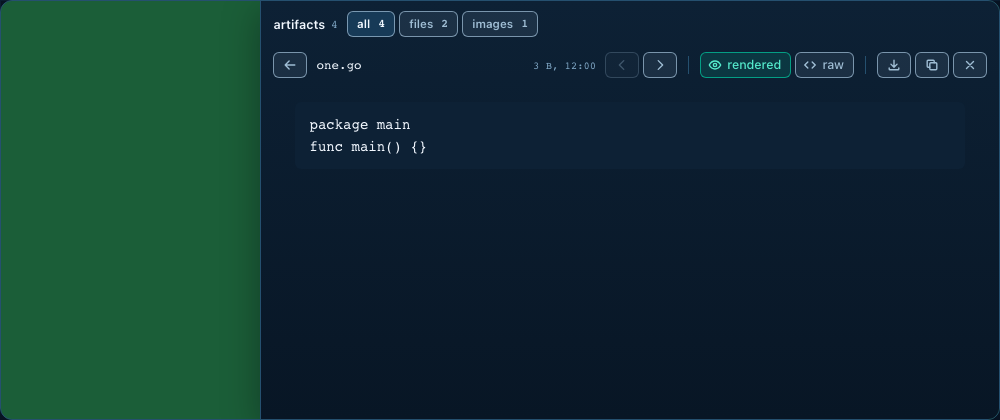 artifacts 4 all 4 files 2 images 1
one.go 3 B, 12:00 rendered raw
package main
func main() {}